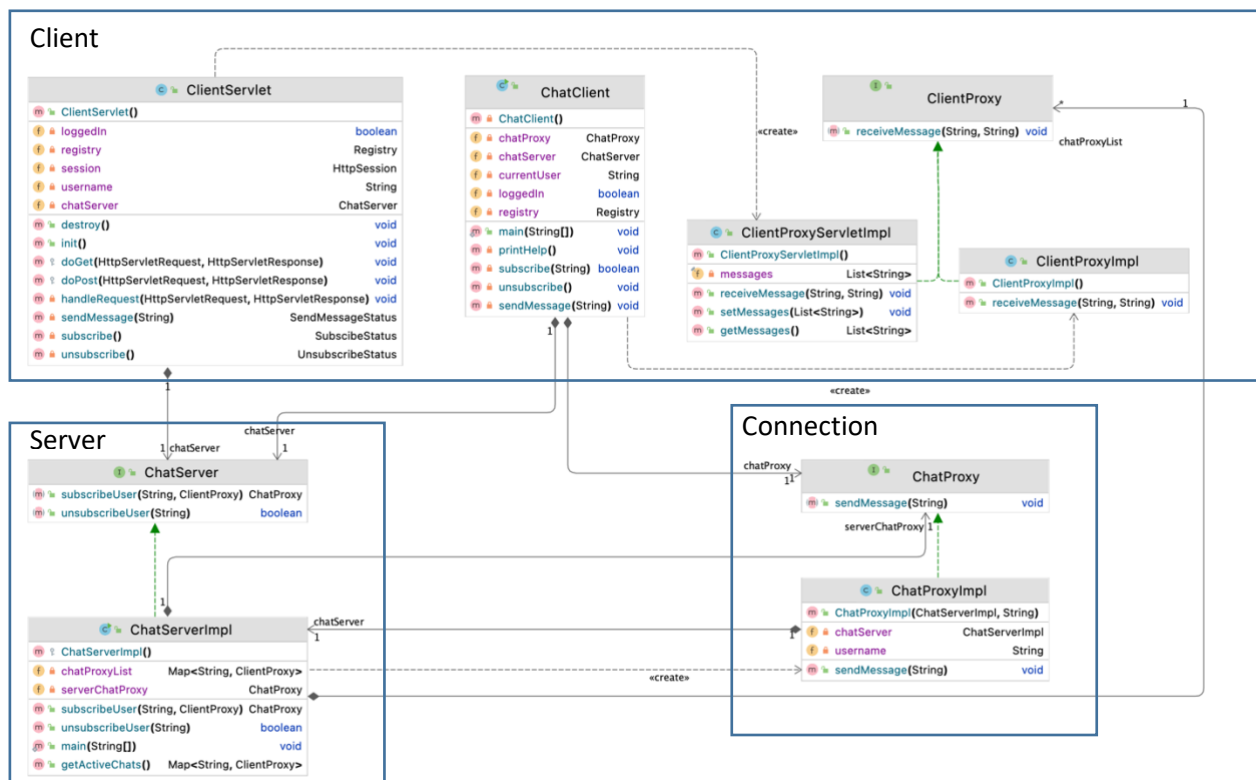 Client
ClientServlet
ClientServlet()
loggedIn boolean
registry Registry
session HttpSession
username String
chatServer ChatServer
destroy() void
init() void
doGet(HttpServletRequest, HttpServletResponse) void
doPost(HttpServletRequest, HttpServletResponse) void
handleRequest(HttpServletRequest, HttpServletResponse) void
sendMessage(String) SendMessageStatus
subscribe() SubscibeStatus
unsubscribe() UnsubscribeStatus
ChatClient
ChatClient()
chatProxy ChatProxy
chatServer ChatServer
currentUser String
loggedIn boolean
registry Registry
main(String[]) void
printHelp() void
subscribe(String) boolean
unsubscribe() void
sendMessage(String) void
«create»
ClientProxy
receiveMessage(String, String) void
* 1
chatProxyList
ClientProxyServletImpl
ClientProxyServletImpl()
messages List<String>
receiveMessage(String, String) void
setMessages(List<String>) void
getMessages() List<String>
ClientProxyImpl
ClientProxyImpl()
receiveMessage(String, String) void
«create»
1
1
1 chatServer
chatServer
1
Server
ChatServer
subscribeUser(String, ClientProxy) ChatProxy
unsubscribeUser(String) boolean
1
ChatServerImpl
ChatServerImpl()
chatProxyList Map<String, ClientProxy>
serverChatProxy ChatProxy
subscribeUser(String, ClientProxy) ChatProxy
unsubscribeUser(String) boolean
main(String[]) void
getActiveChats() Map<String, ClientProxy>
chatServer
1
1
«create»
Connection
chatProxy
1 1
ChatProxy
sendMessage(String) void
serverChatProxy 1
ChatProxyImpl
ChatProxyImpl(ChatServerImpl, String)
chatServer ChatServerImpl
username String
sendMessage(String) void